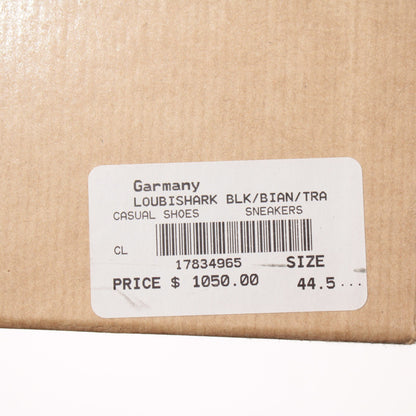 Garmany
LOUBISHARK BLK/BIAN/TRA
CASUAL SHOES SNEAKERS
CL
17834965 SIZE
PRICE $ 1050.00 44.5...